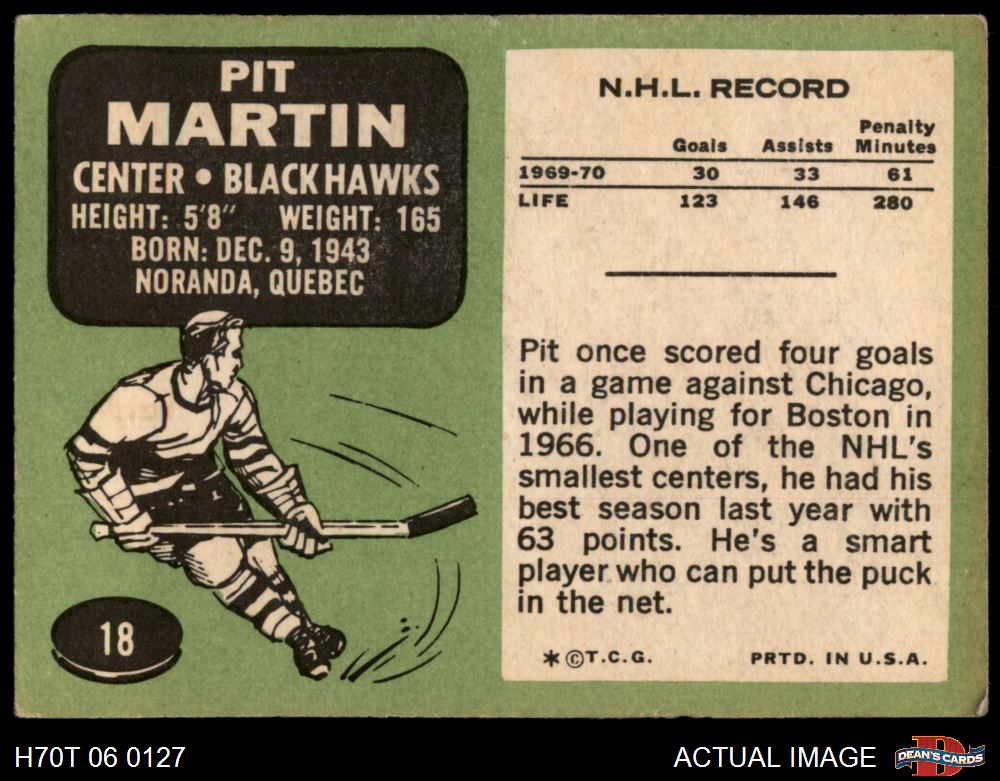 PIT
MARTIN
CENTER • BLACK HAWKS
HEIGHT: 5'8" WEIGHT: 165
BORN: DEC. 9, 1943
NORANDA, QUEBEC
18
N.H.L. RECORD
Goals Assists Penalty Minutes
1969-70 30 33 61
LIFE 123 146 280
Pit once scored four goals
in a game against Chicago,
while playing for Boston in
1966. One of the NHL's
smallest centers, he had his
best season last year with
63 points. He's a smart
player who can put the puck
in the net.
* © T.C.G. PRTD. IN U.S.A.
H70T 06 0127 ACTUAL IMAGE DEAN'S CARDS